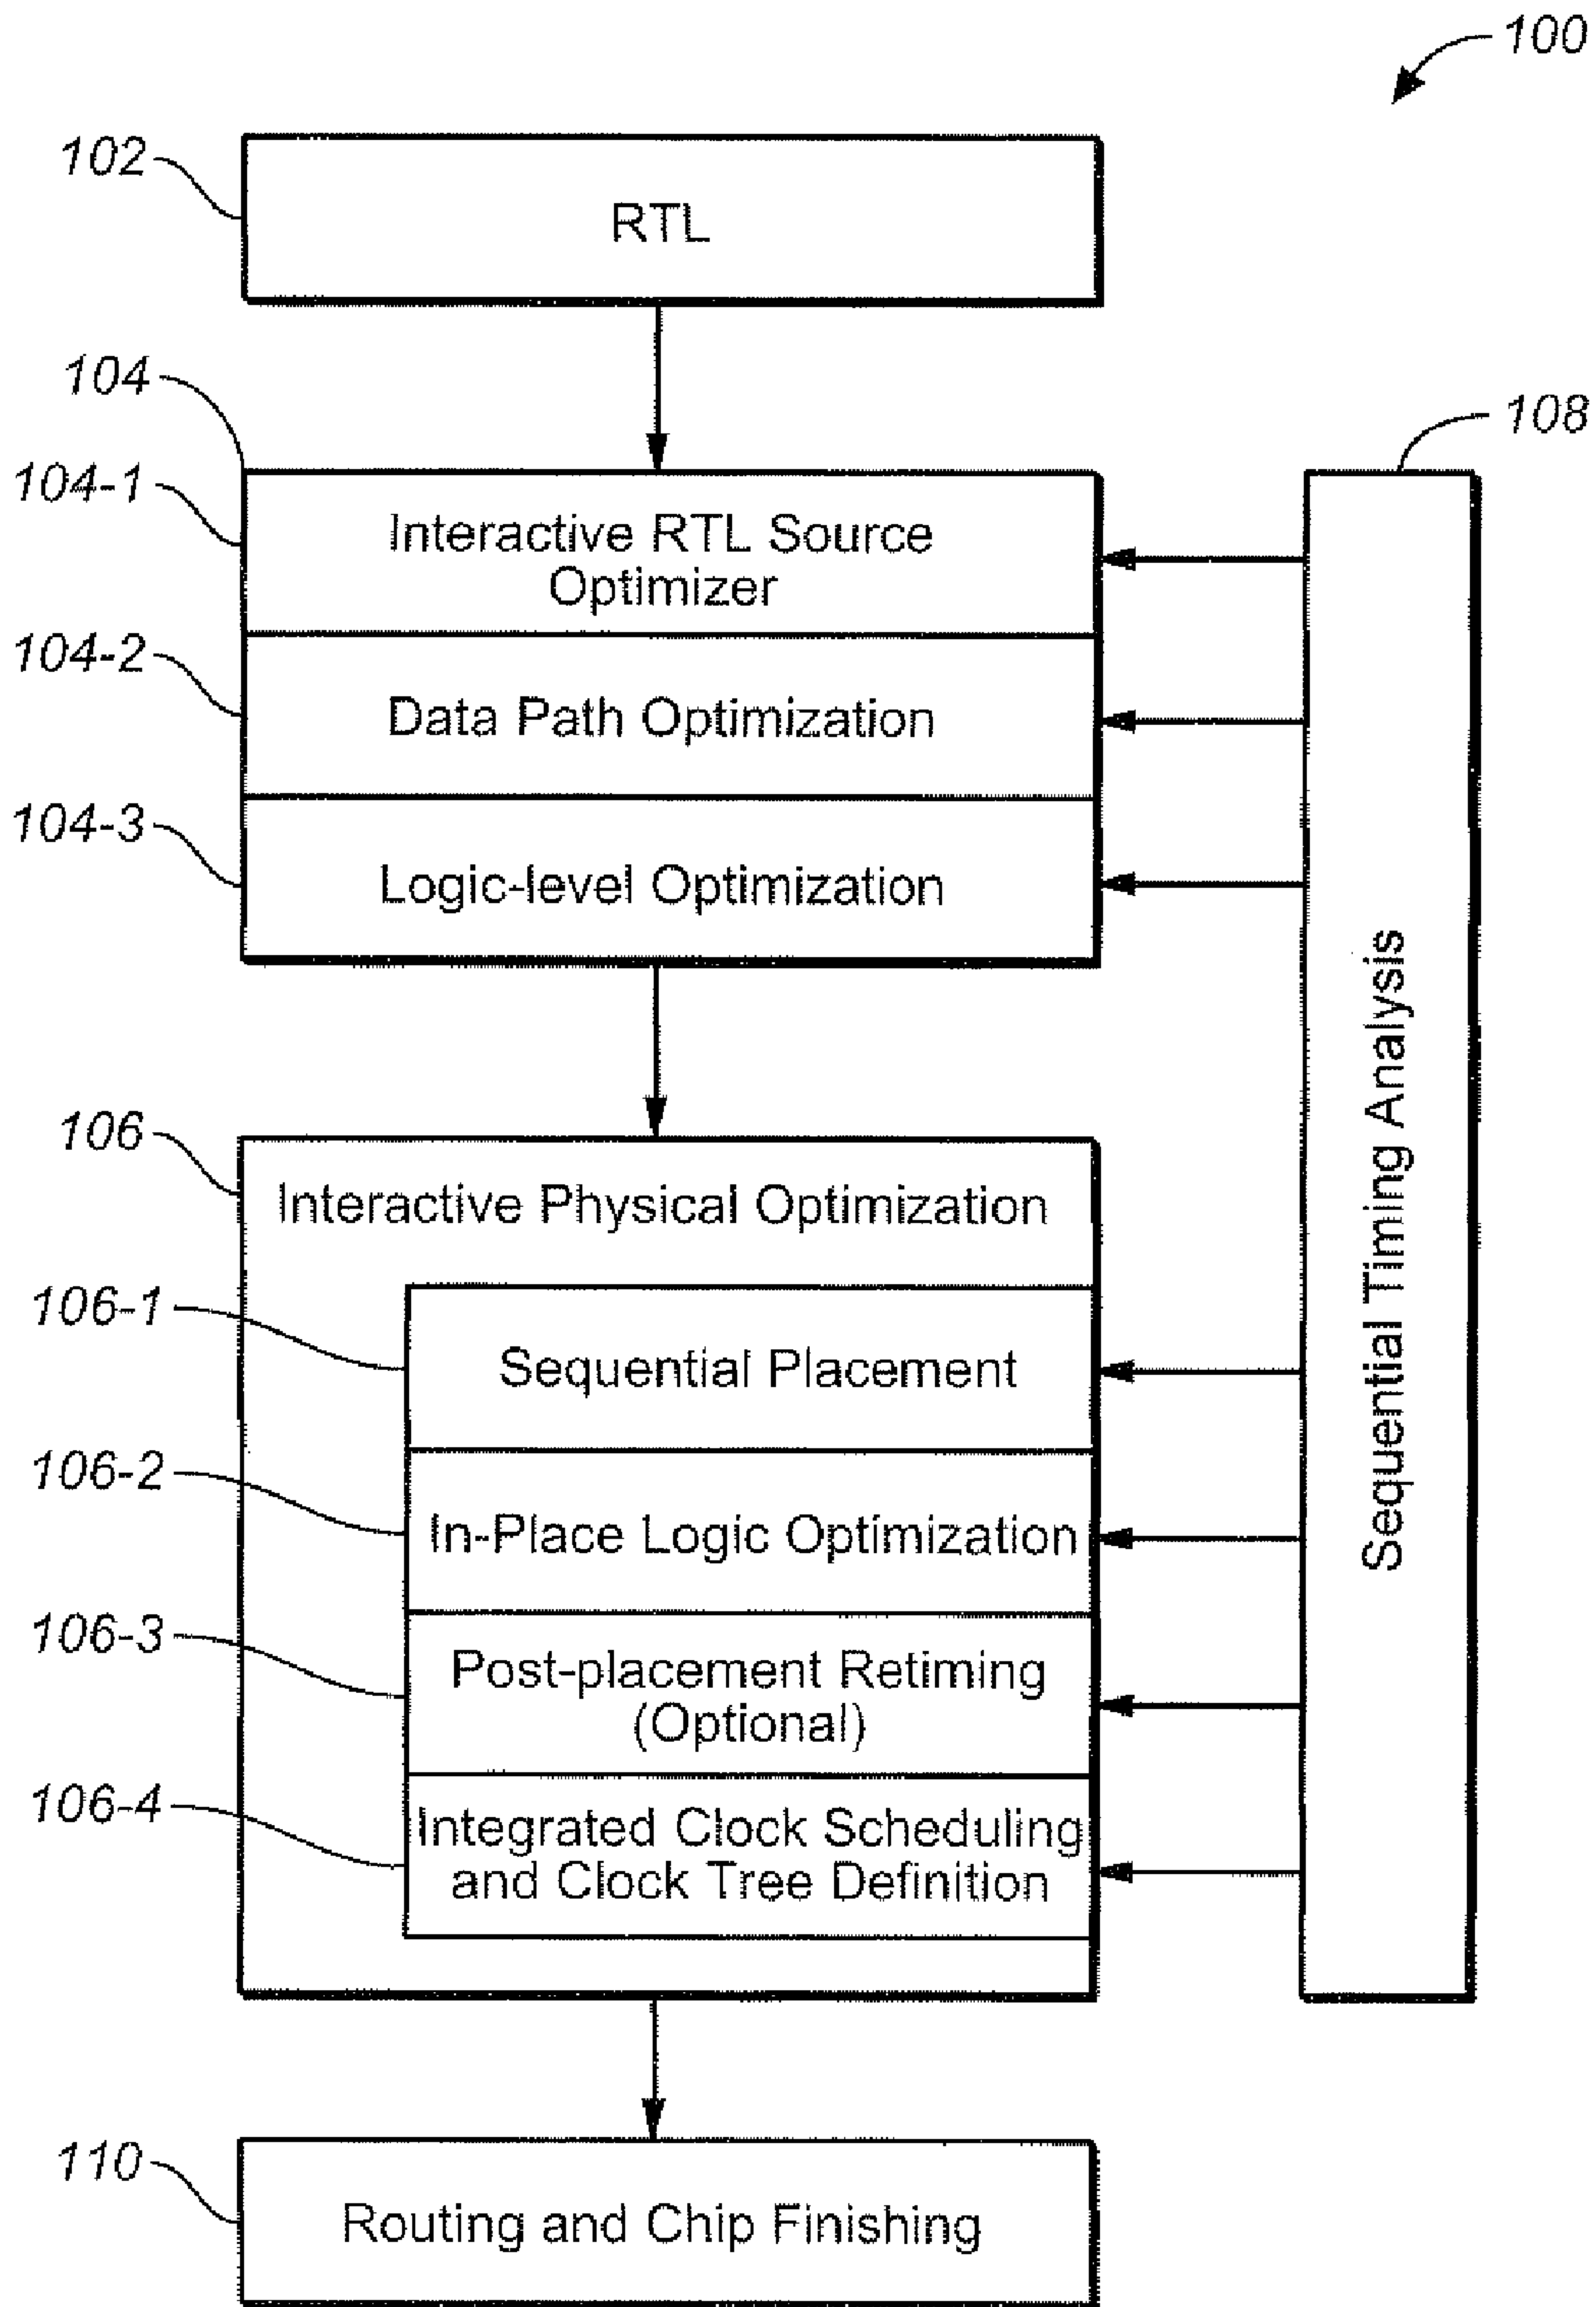 100
102
RTL
104
108
104-1
Interactive RTL Source
Optimizer
104-2
Data Path Optimization
104-3
Logic-level Optimization
Sequential Timing Analysis
106
Interactive Physical Optimization
106-1
Sequential Placement
106-2
In-Place Logic Optimization
106-3
Post-placement Retiming
(Optional)
106-4
Integrated Clock Scheduling
and Clock Tree Definition
110
Routing and Chip Finishing